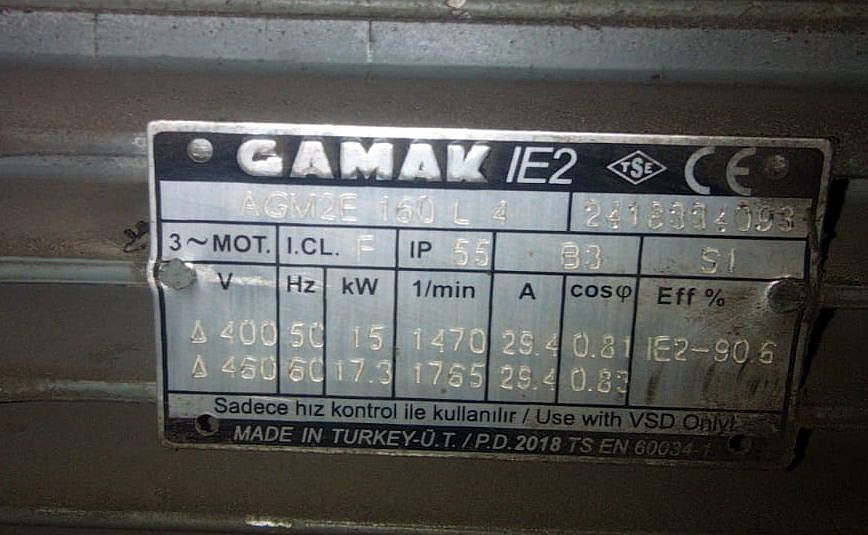 GAMAK IE2 TSE CE
AGM2E 160 L 4 2418334093
3~MOT. I.CL. F IP 55 B3 S1
V Hz kW 1/min A cosφ Eff %
Δ 400 50 15 1470 29.4 0.81 IE2-90.6
Δ 460 60 17.3 1765 29.4 0.83
Sadece hız kontrol ile kullanılır / Use with VSD Only!
MADE IN TURKEY-Ü.T. / P.D. 2018 TS EN 60034-1